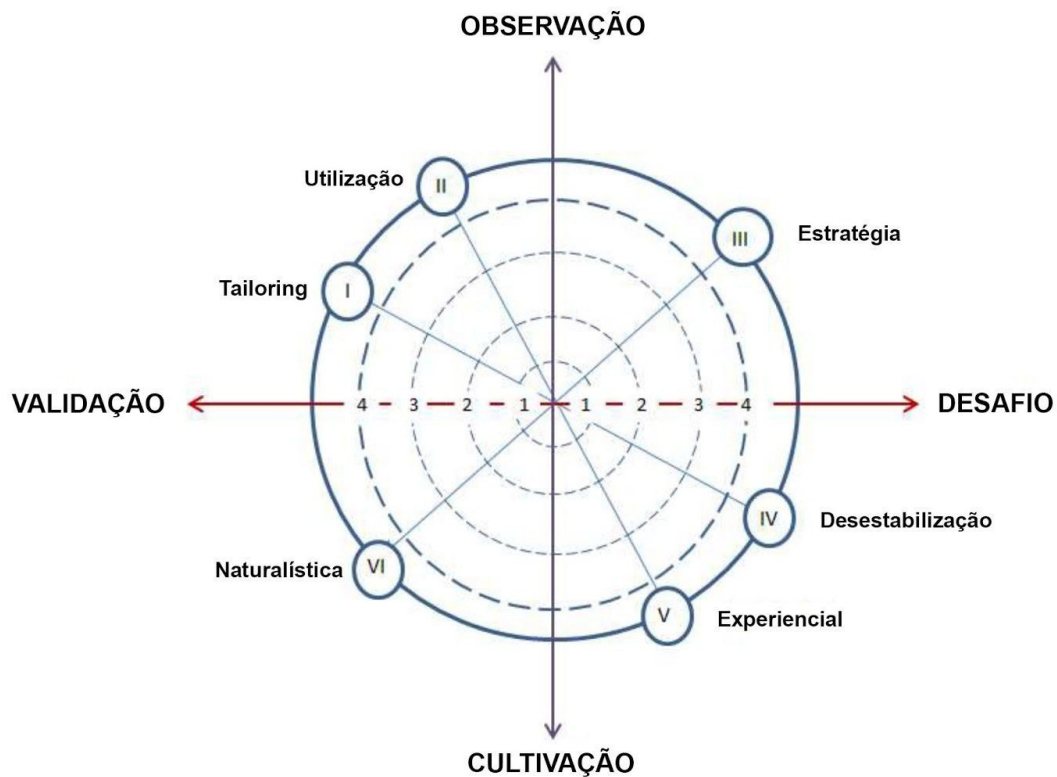 OBSERVAÇÃO
Utilização
II
III
Estratégia
Tailoring
I
VALIDAÇÃO
4 3 2 1 1 2 3 4
DESAFIO
IV
Desestabilização
Naturalística
VI
V
Experiencial
CULTIVAÇÃO